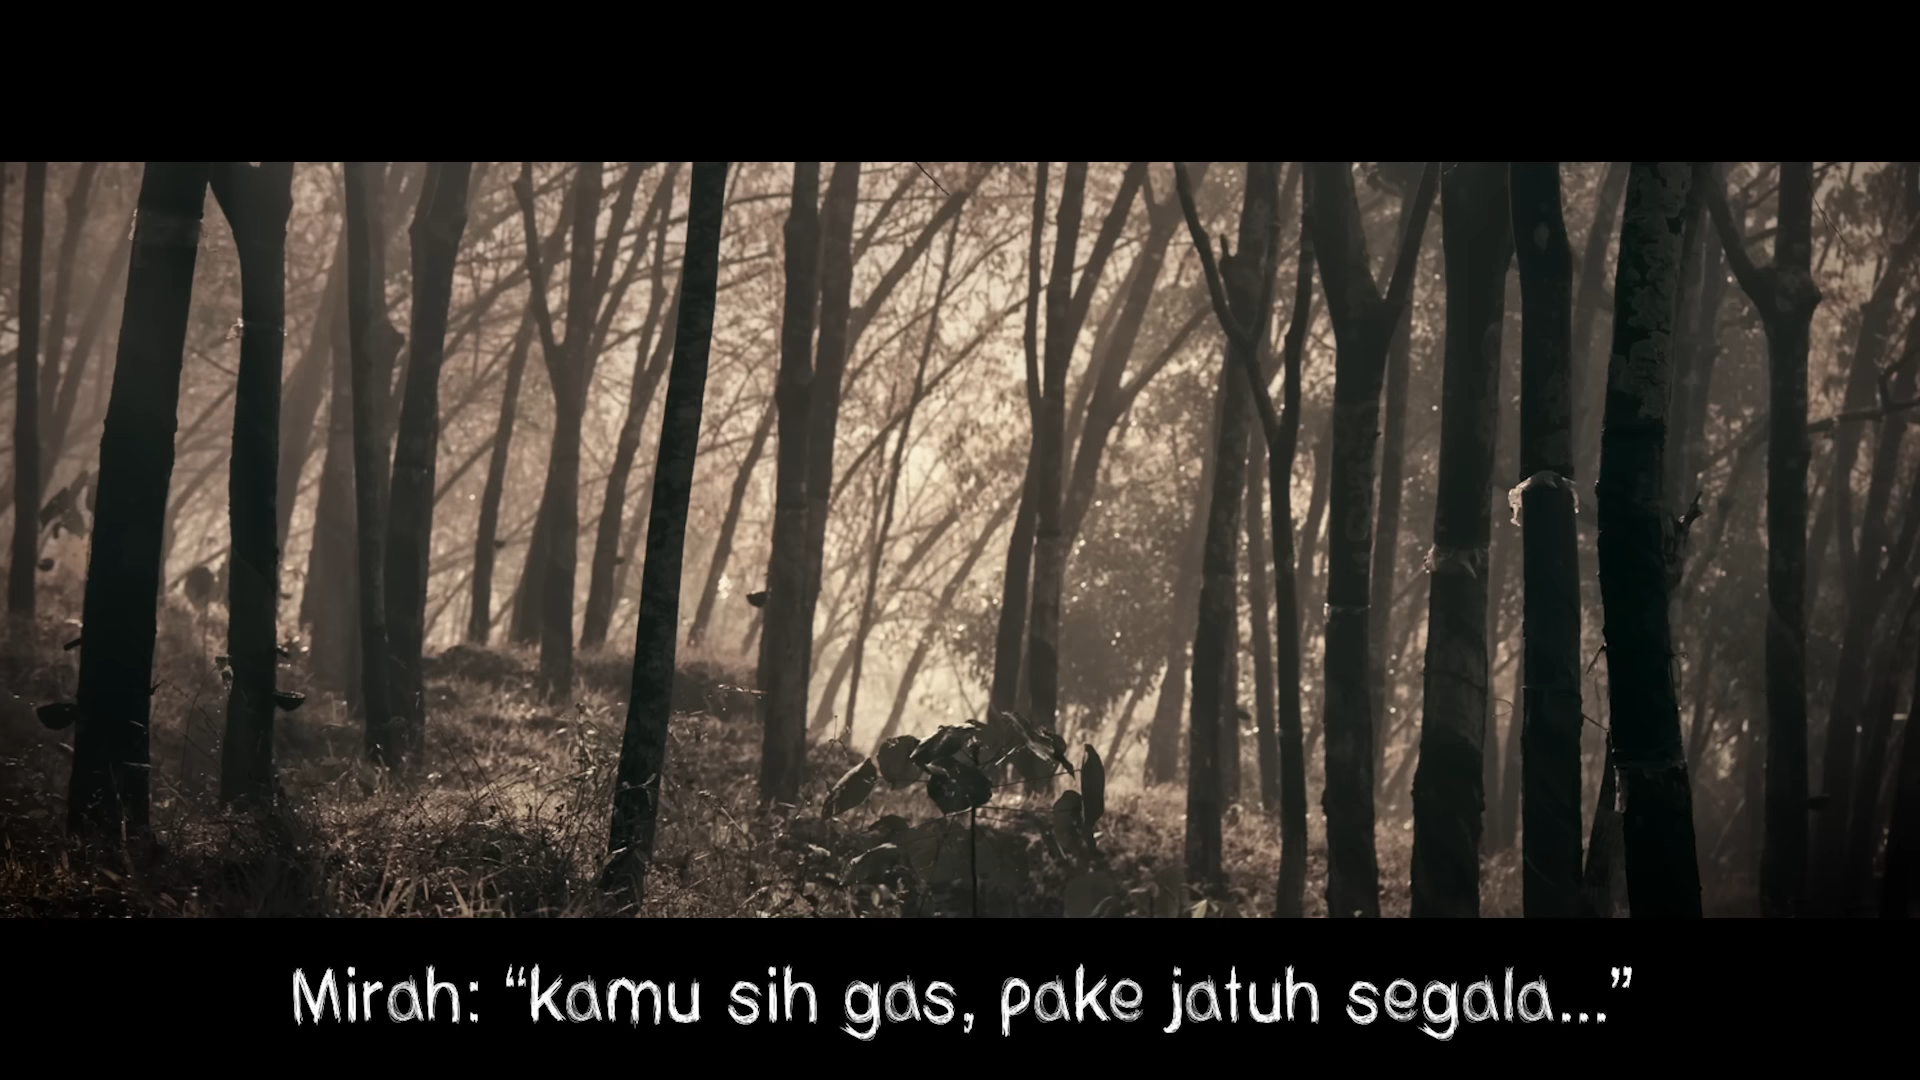 Mirah: “kamu sih gas, pake jatuh segala...”